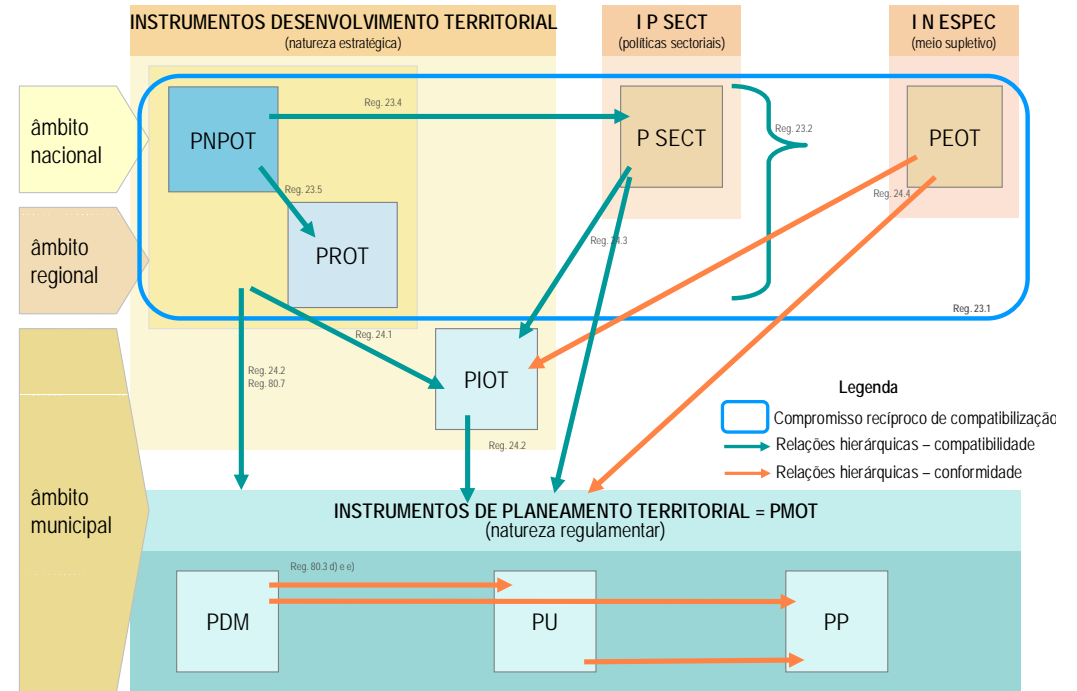 INSTRUMENTOS DESENVOLVIMENTO TERRITORIAL
(natureza estratégica)
I P SECT
(políticas sectoriais)
I N ESPEC
(meio supletivo)
âmbito
nacional
PNPOT
Reg. 23.4
P SECT
Reg. 23.2
PEOT
Reg. 23.5
Reg. 24.4
âmbito
regional
PROT
Reg. 24.3
Reg. 23.1
Reg. 24.1
Reg. 24.2
Reg. 80.7
PIOT
Reg. 24.2
Legenda
Compromisso recíproco de compatibilização
Relações hierárquicas – compatibilidade
Relações hierárquicas – conformidade
âmbito
municipal
INSTRUMENTOS DE PLANEAMENTO TERRITORIAL = PMOT
(natureza regulamentar)
Reg. 80.3 d) e e)
PDM
PU
PP